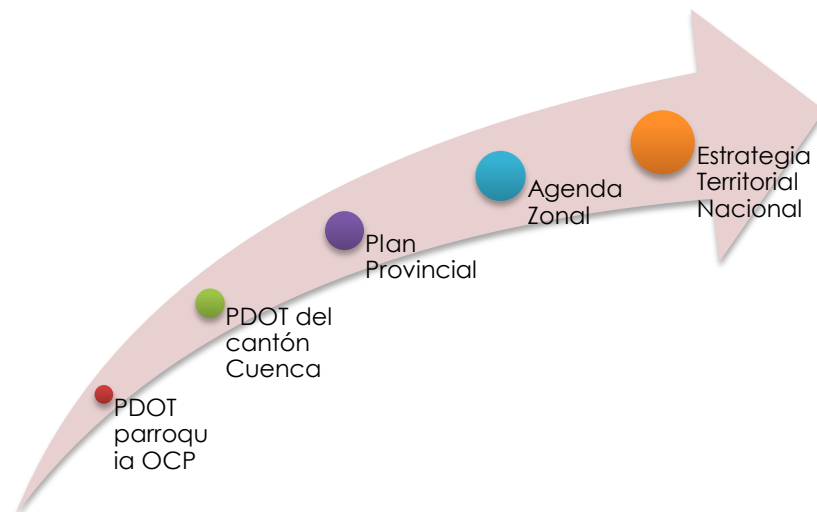 Estrategia
Territorial
Nacional
Agenda
Zonal
Plan
Provincial
PDOT del
cantón
Cuenca
PDOT
parroqu
ia OCP